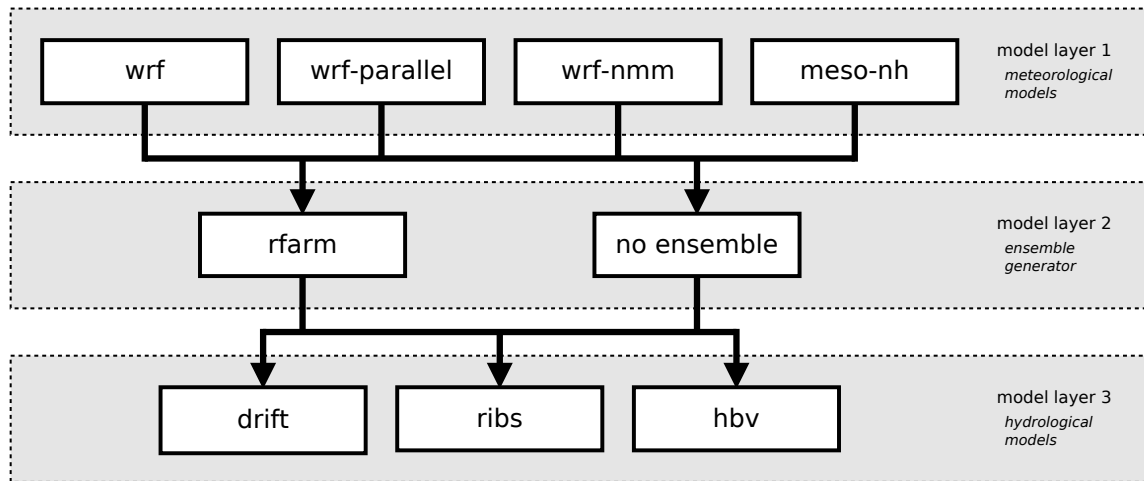 wrf
wrf-parallel
wrf-nmm
meso-nh
model layer 1
meteorological
models
rfarm
no ensemble
model layer 2
ensemble
generator
drift
ribs
hbv
model layer 3
hydrological
models